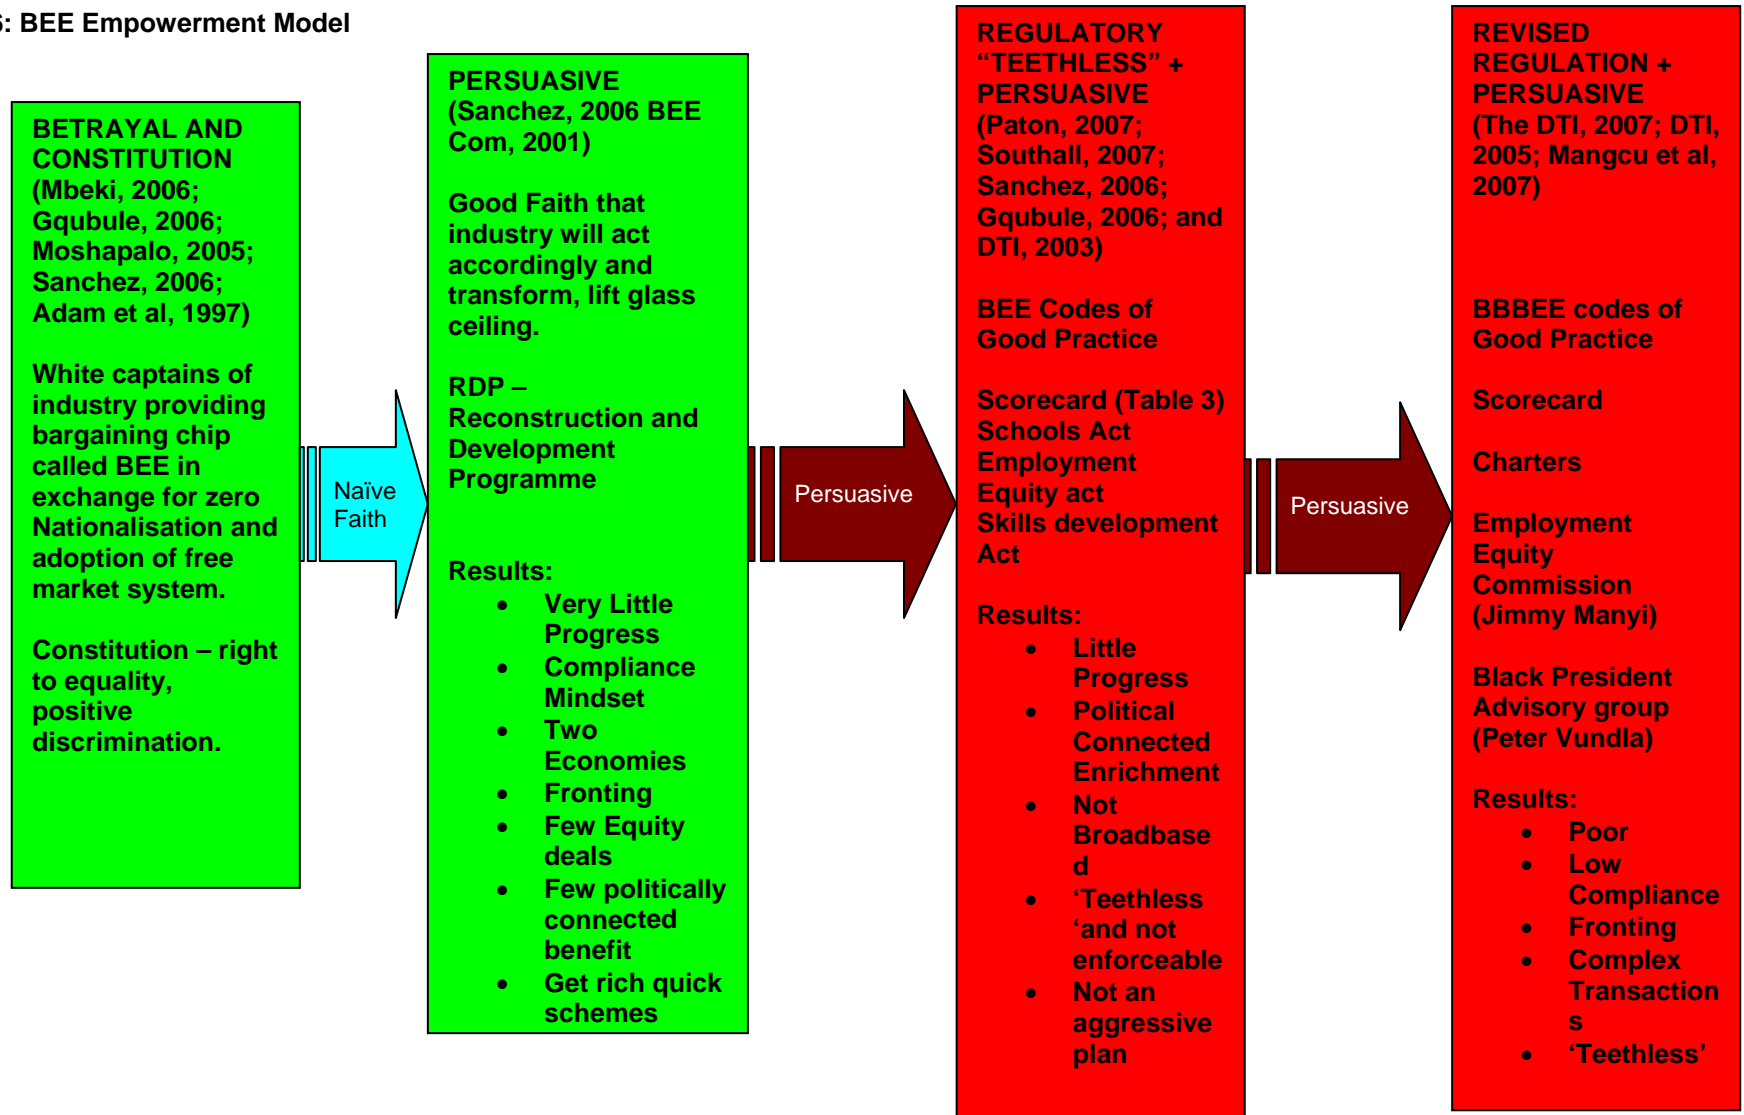 6: BEE Empowerment Model
BETRAYAL AND
CONSTITUTION
(Mbeki, 2006;
Gqubule, 2006;
Moshapalo, 2005;
Sanchez, 2006;
Adam et al, 1997)
White captains of
industry providing
bargaining chip
called BEE in
exchange for zero
Nationalisation and
adoption of free
market system.
Constitution – right
to equality,
positive
discrimination.
Naïve
Faith
PERSUASIVE
(Sanchez, 2006 BEE
Com, 2001)
Good Faith that
industry will act
accordingly and
transform, lift glass
ceiling.
RDP –
Reconstruction and
Development
Programme
Results:
• Very Little
Progress
• Compliance
Mindset
• Two
Economies
• Fronting
• Few Equity
deals
• Few politically
connected
benefit
• Get rich quick
schemes
Persuasive
REGULATORY
“TEETHLESS” +
PERSUASIVE
(Paton, 2007;
Southall, 2007;
Sanchez, 2006;
Gqubule, 2006; and
DTI, 2003)
BEE Codes of
Good Practice
Scorecard (Table 3)
Schools Act
Employment
Equity act
Skills development
Act
Results:
• Little
Progress
• Political
Connected
Enrichment
• Not
Broadbase
d
• ‘Teethless
‘and not
enforceable
• Not an
aggressive
plan
Persuasive
REVISED
REGULATION +
PERSUASIVE
(The DTI, 2007; DTI,
2005; Mangcu et al,
2007)
BBBEE codes of
Good Practice
Scorecard
Charters
Employment
Equity
Commission
(Jimmy Manyi)
Black President
Advisory group
(Peter Vundla)
Results:
• Poor
• Low
Compliance
• Fronting
• Complex
Transaction
s
• ‘Teethless’